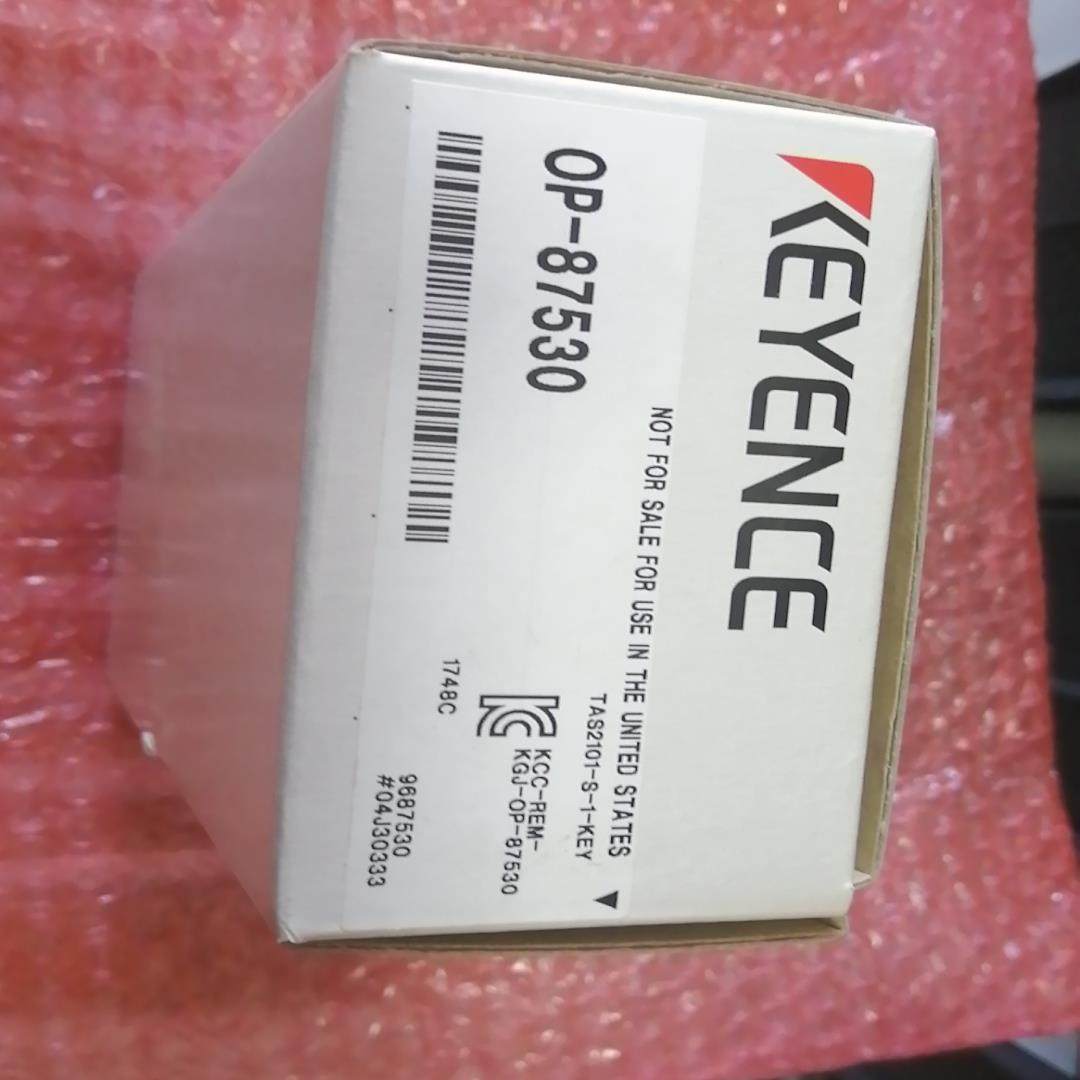 KEYENCE
NOT FOR SALE FOR USE IN THE UNITED STATES
OP-87530
TAS2101-S-1-KEY
KCC-REM-
KGJ-OP-87530
1748C
9687530
#04J30333